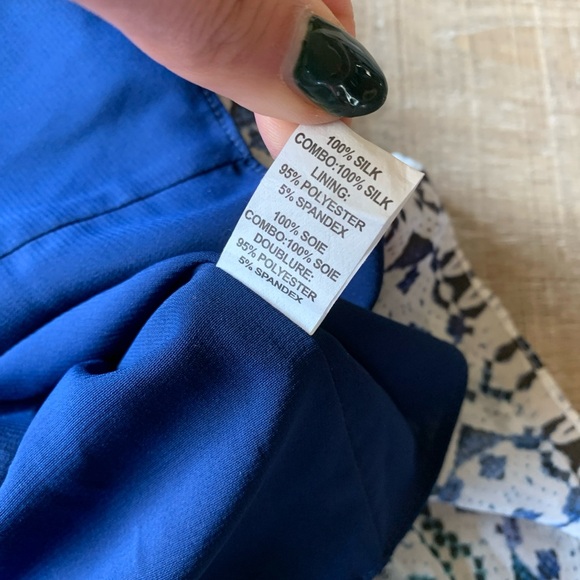 100% SILK
COMBO:100% SILK
LINING:
95% POLYESTER
5% SPANDEX
100% SOIE
COMBO:100% SOIE
DOUBLURE:
95% POLYESTER
5% SPANDEX